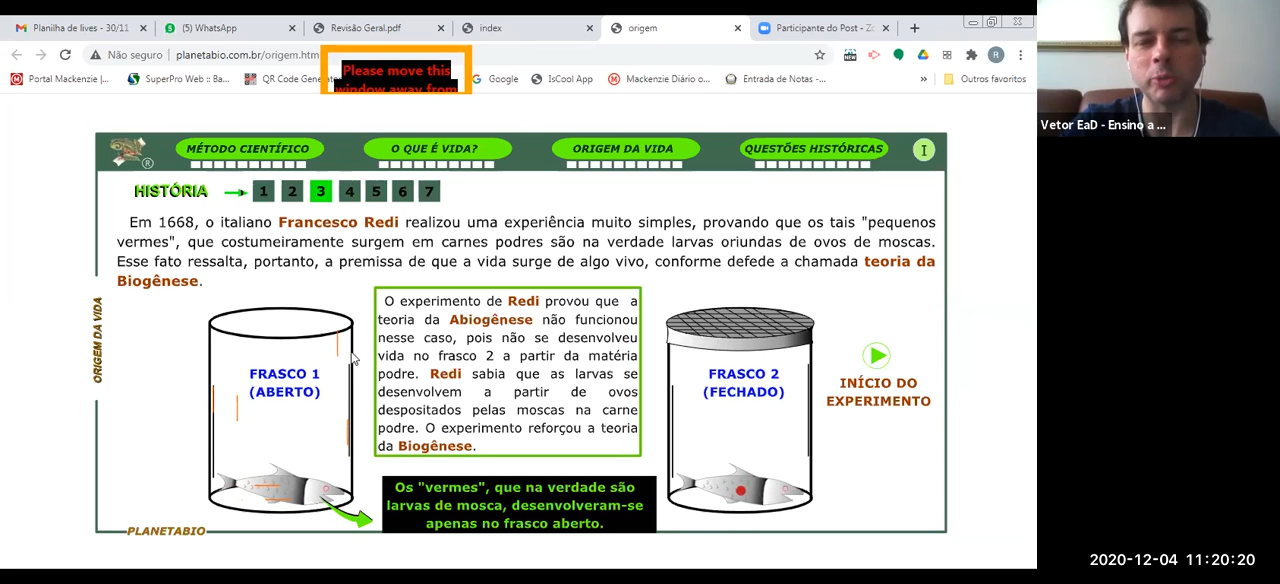 Planilha de lives - 30/11
(5) WhatsApp
Revisão Geral.pdf
index
origem
Participante do Post - Zo
Não seguro | planetabio.com.br/origem.htm
Please move this
window away from
NEW
R
Portal Mackenzie |...
SuperPro Web :: Ba...
QR Code Genera
Google
IsCool App
Mackenzie Diário o...
Entrada de Notas -...
»
Outros favoritos
Vetor EaD - Ensino a ...
MÉTODO CIENTÍFICO
O QUE É VIDA?
ORIGEM DA VIDA
QUESTÕES HISTÓRICAS
I
®
HISTÓRIA 1 2 3 4 5 6 7
Em 1668, o italiano Francesco Redi realizou uma experiência muito simples, provando que os tais "pequenos
vermes", que costumeiramente surgem em carnes podres são na verdade larvas oriundas de ovos de moscas.
Esse fato ressalta, portanto, a premissa de que a vida surge de algo vivo, conforme defede a chamada teoria da
Biogênese.
ORIGEM DA VIDA
FRASCO 1
(ABERTO)
O experimento de Redi provou que a
teoria da Abiogênese não funcionou
nesse caso, pois não se desenvolveu
vida no frasco 2 a partir da matéria
podre. Redi sabia que as larvas se
desenvolvem a partir de ovos
despositados pelas moscas na carne
podre. O experimento reforçou a teoria
da Biogênese.
FRASCO 2
(FECHADO)
INÍCIO DO
EXPERIMENTO
Os "vermes", que na verdade são
larvas de mosca, desenvolveram-se
apenas no frasco aberto.
PLANETABIO
2020-12-04 11:20:20